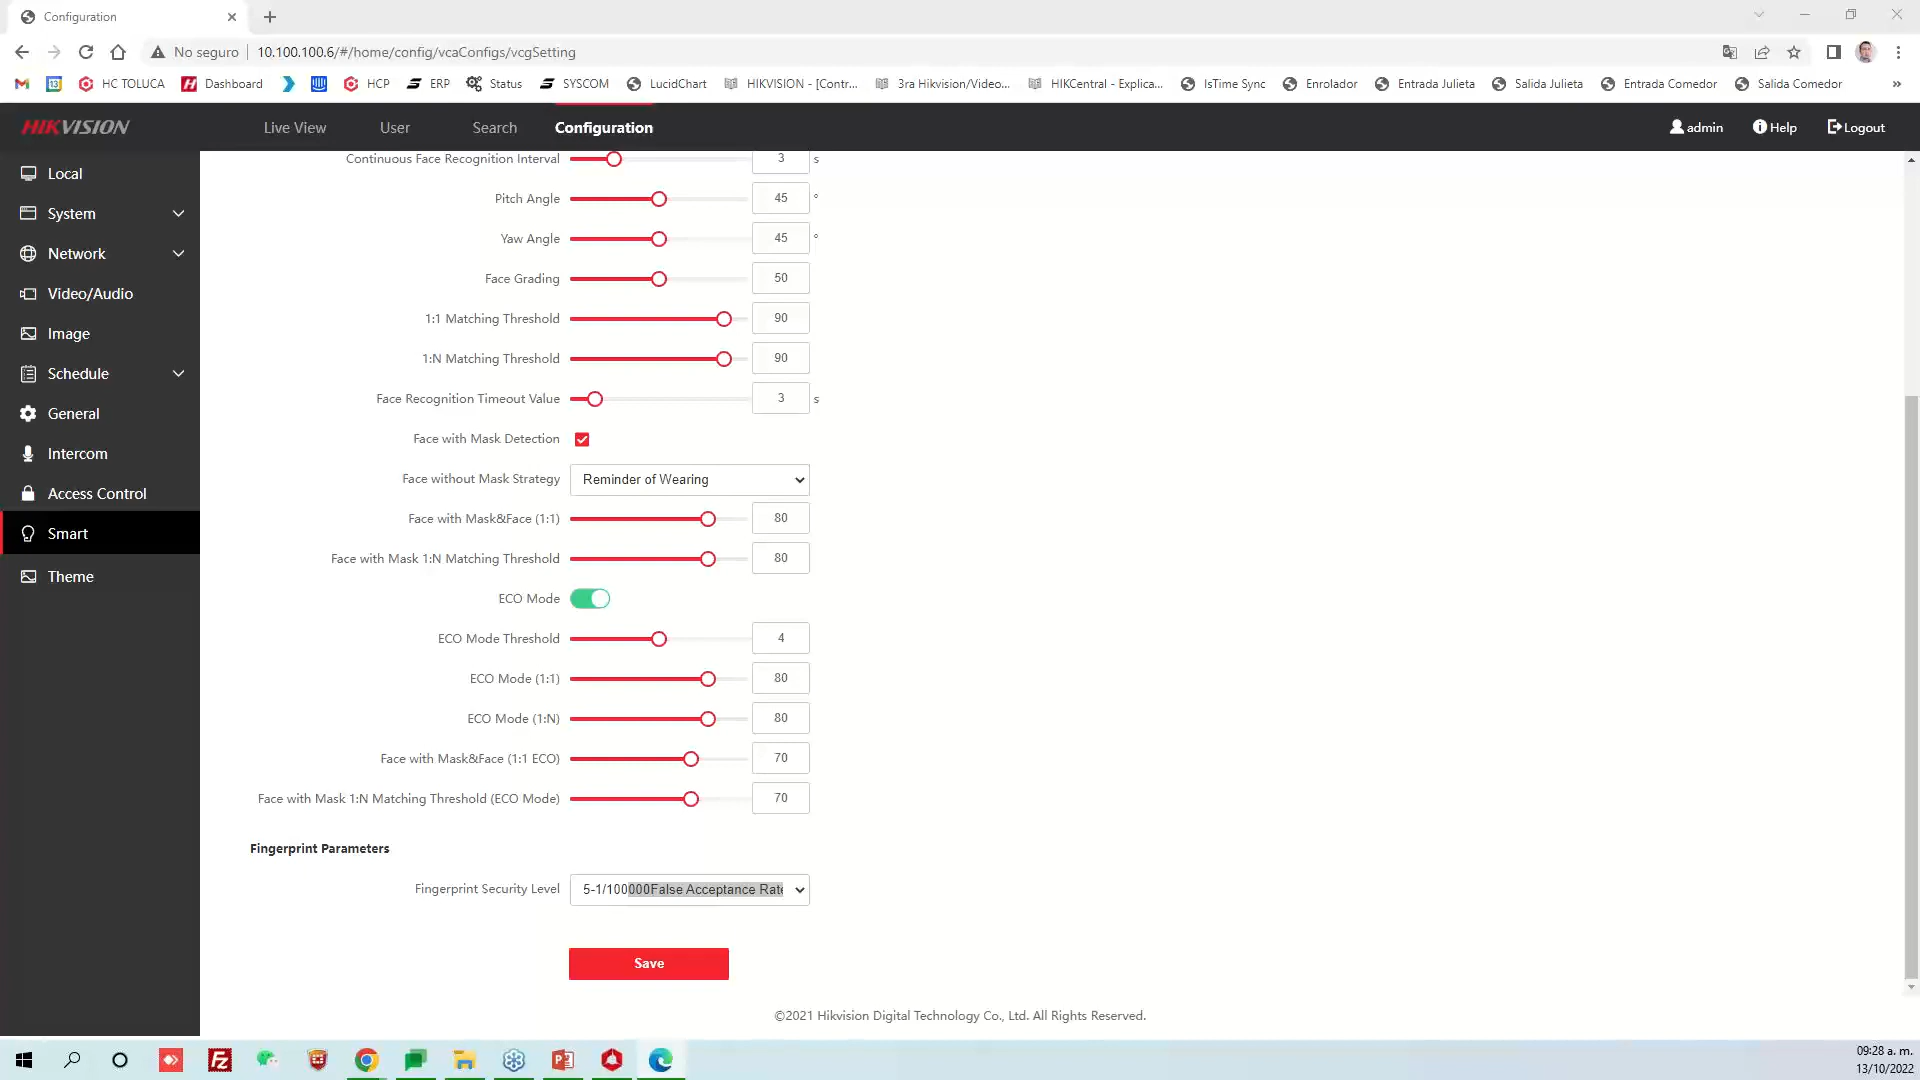 Configuration
No seguro
10.100.100.6/#/home/config/vcaConfigs/vcgSetting
HC TOLUCA
Dashboard
HCP
ERP
Status
SYSCOM
LucidChart
HIKVISION - [Contr...
3ra Hikvision/Video...
HIKCentral - Explica...
IsTime Sync
Enrolador
Entrada Julieta
Salida Julieta
Entrada Comedor
Salida Comedor
»
HIKVISION
Live View
User
Search
Configuration
admin
Help
Logout
Local
System
Network
Video/Audio
Image
Schedule
General
Intercom
Access Control
Smart
Theme
Continuous Face Recognition Interval 3 s
Pitch Angle 45 °
Yaw Angle 45 °
Face Grading 50
1:1 Matching Threshold 90
1:N Matching Threshold 90
Face Recognition Timeout Value 3 s
Face with Mask Detection
Face without Mask Strategy Reminder of Wearing
Face with Mask&Face (1:1) 80
Face with Mask 1:N Matching Threshold 80
ECO Mode
ECO Mode Threshold 4
ECO Mode (1:1) 80
ECO Mode (1:N) 80
Face with Mask&Face (1:1 ECO) 70
Face with Mask 1:N Matching Threshold (ECO Mode) 70
Fingerprint Parameters
Fingerprint Security Level 5-1/100000False Acceptance Rate
Save
©2021 Hikvision Digital Technology Co., Ltd. All Rights Reserved.
09:28 a. m.
13/10/2022